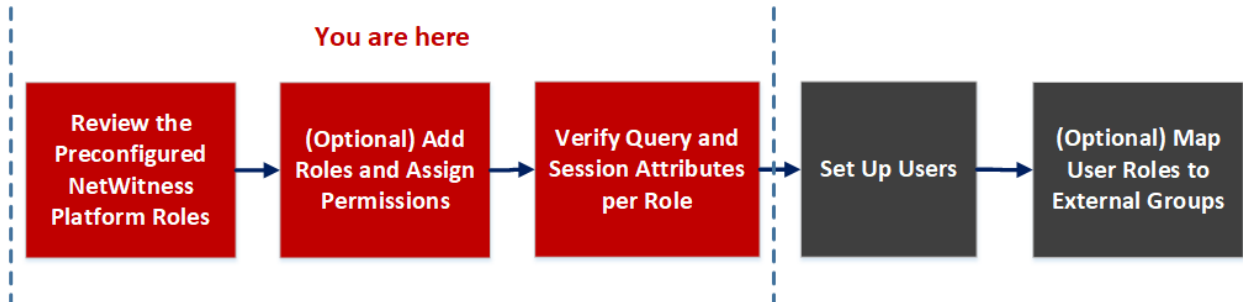 You are here
Review the
Preconfigured
NetWitness
Platform Roles
(Optional) Add
Roles and Assign
Permissions
Verify Query and
Session Attributes
per Role
Set Up Users
(Optional) Map
User Roles to
External Groups